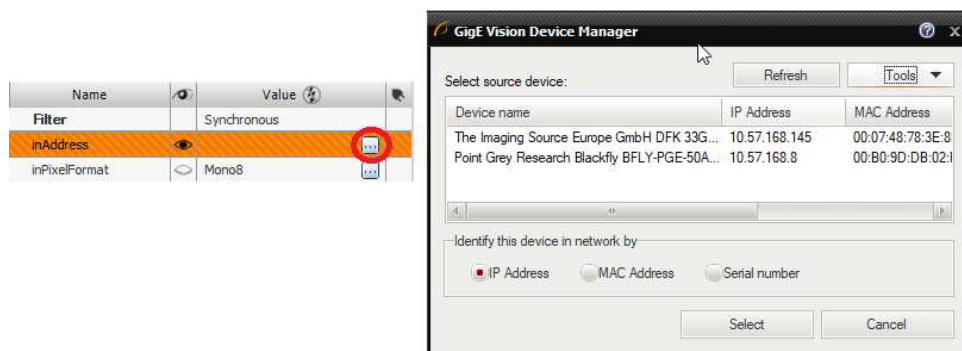 Name Value
Filter Synchronous
inAddress ...
inPixelFormat Mono8 ...
GigE Vision Device Manager
Select source device: Refresh Tools
Device name IP Address MAC Address
The Imaging Source Europe GmbH DFK 33G... 10.57.168.145 00:07:48:78:3E:8
Point Grey Research Blackfly BFLY-PGE-50A... 10.57.168.8 00:B0:9D:DB:02:
Identify this device in network by
IP Address MAC Address Serial number
Select Cancel